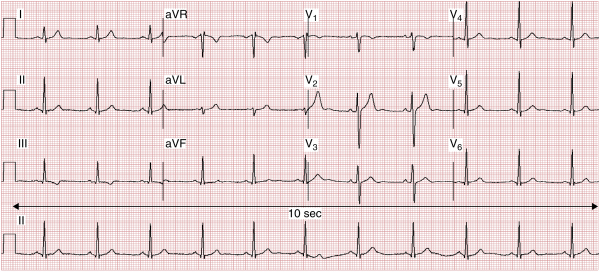 I aVR V1 V4
II aVL V2 V5
III aVF V3 V6
10 sec
II